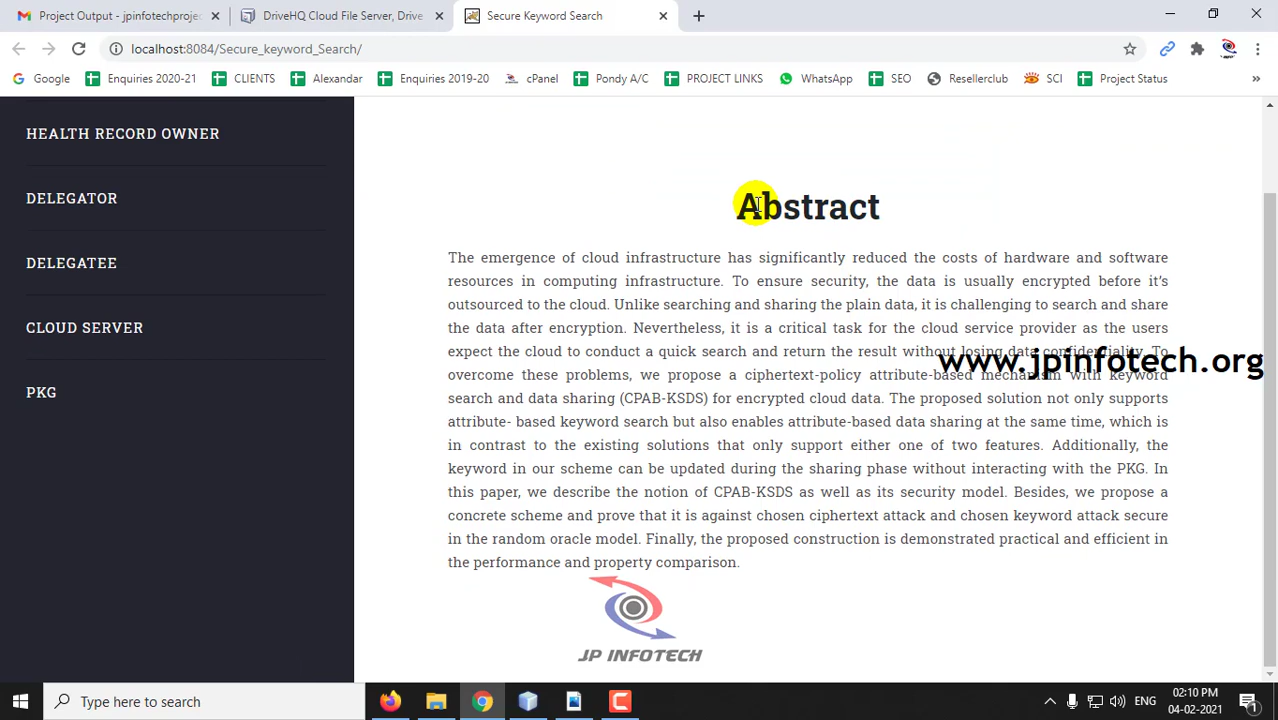 Project Output - jpinfotechproje
DriveHQ Cloud File Server, Drive
Secure Keyword Search
localhost:8084/Secure_keyword_Search/
Google
Enquiries 2020-21
CLIENTS
Alexandar
Enquiries 2019-20
cPanel
Pondy A/C
PROJECT LINKS
WhatsApp
SEO
Resellerclub
SCI
Project Status
HEALTH RECORD OWNER
DELEGATOR
DELEGATEE
CLOUD SERVER
PKG
Abstract
The emergence of cloud infrastructure has significantly reduced the costs of hardware and software
resources in computing infrastructure. To ensure security, the data is usually encrypted before it's
outsourced to the cloud. Unlike searching and sharing the plain data, it is challenging to search and share
the data after encryption. Nevertheless, it is a critical task for the cloud service provider as the users
expect the cloud to conduct a quick search and return the result without losing data confidentiality. To
overcome these problems, we propose a ciphertext-policy attribute-based mechanism with keyword
search and data sharing (CPAB-KSDS) for encrypted cloud data. The proposed solution not only supports
attribute- based keyword search but also enables attribute-based data sharing at the same time, which is
in contrast to the existing solutions that only support either one of two features. Additionally, the
keyword in our scheme can be updated during the sharing phase without interacting with the PKG. In
this paper, we describe the notion of CPAB-KSDS as well as its security model. Besides, we propose a
concrete scheme and prove that it is against chosen ciphertext attack and chosen keyword attack secure
in the random oracle model. Finally, the proposed construction is demonstrated practical and efficient in
the performance and property comparison.
www.jpinfotech.org
JP INFOTECH
Type here to search
ENG
02:10 PM
04-02-2021
1